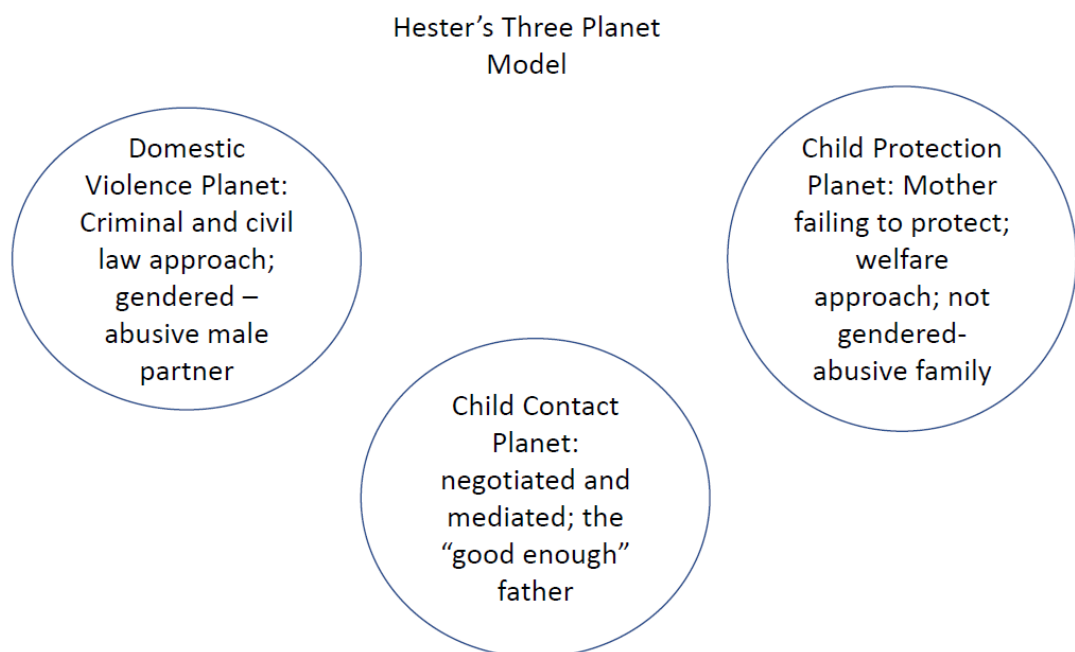 Hester’s Three Planet
Model
Domestic
Violence Planet:
Criminal and civil
law approach;
gendered –
abusive male
partner
Child Protection
Planet: Mother
failing to protect;
welfare
approach; not
gendered-
abusive family
Child Contact
Planet:
negotiated and
mediated; the
“good enough”
father